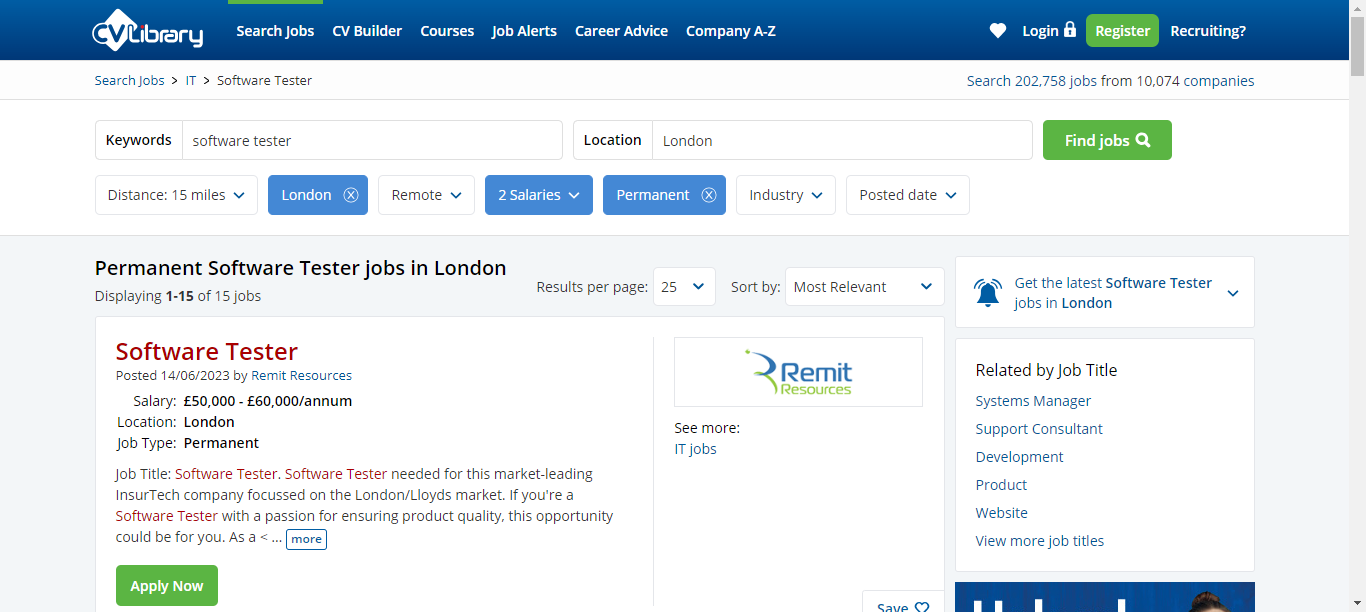 CVLibrary
Search Jobs CV Builder Courses Job Alerts Career Advice Company A-Z Login Register Recruiting?
Search Jobs > IT > Software Tester
Search 202,758 jobs from 10,074 companies
Keywords software tester Location London Find jobs
Distance: 15 miles London Remote 2 Salaries Permanent Industry Posted date
Permanent Software Tester jobs in London
Displaying 1-15 of 15 jobs
Results per page: 25 Sort by: Most Relevant
Software Tester
Posted 14/06/2023 by Remit Resources
Salary: £50,000 - £60,000/annum
Location: London
Job Type: Permanent
Job Title: Software Tester. Software Tester needed for this market-leading
InsurTech company focussed on the London/Lloyds market. If you're a
Software Tester with a passion for ensuring product quality, this opportunity
could be for you. As a < ... more
Apply Now
Remit
Resources
See more:
IT jobs
Save
Get the latest Software Tester
jobs in London
Related by Job Title
Systems Manager
Support Consultant
Development
Product
Website
View more job titles